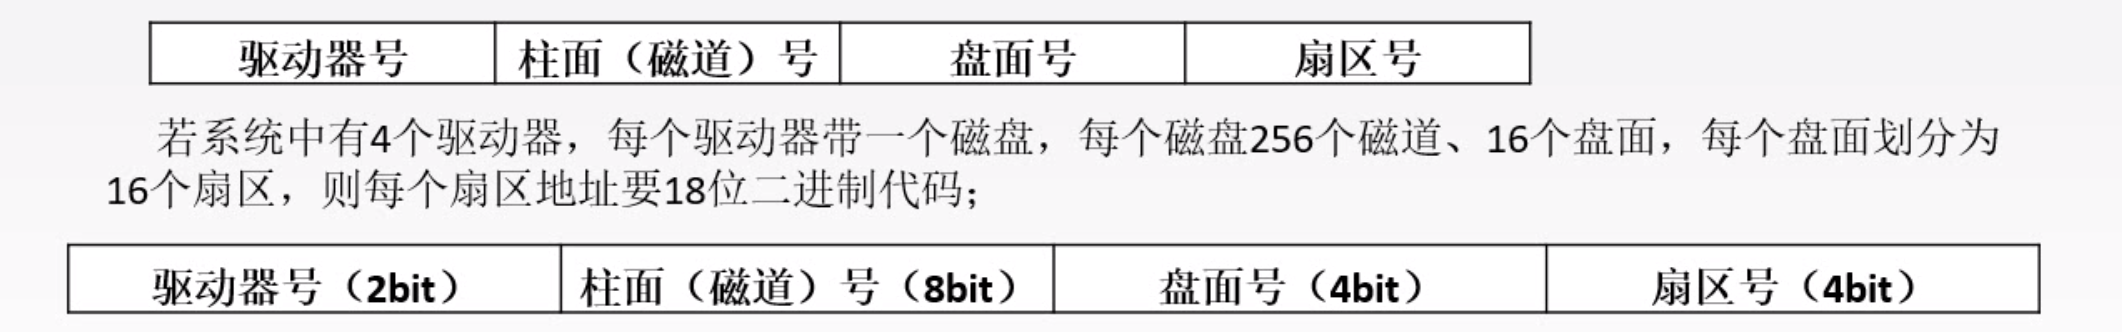 驱动器号 柱面（磁道）号 盘面号 扇区号
若系统中有4个驱动器，每个驱动器带一个磁盘，每个磁盘256个磁道、16个盘面，每个盘面划分为
16个扇区，则每个扇区地址要18位二进制代码；
驱动器号（2bit） 柱面（磁道）号（8bit） 盘面号（4bit） 扇区号（4bit）